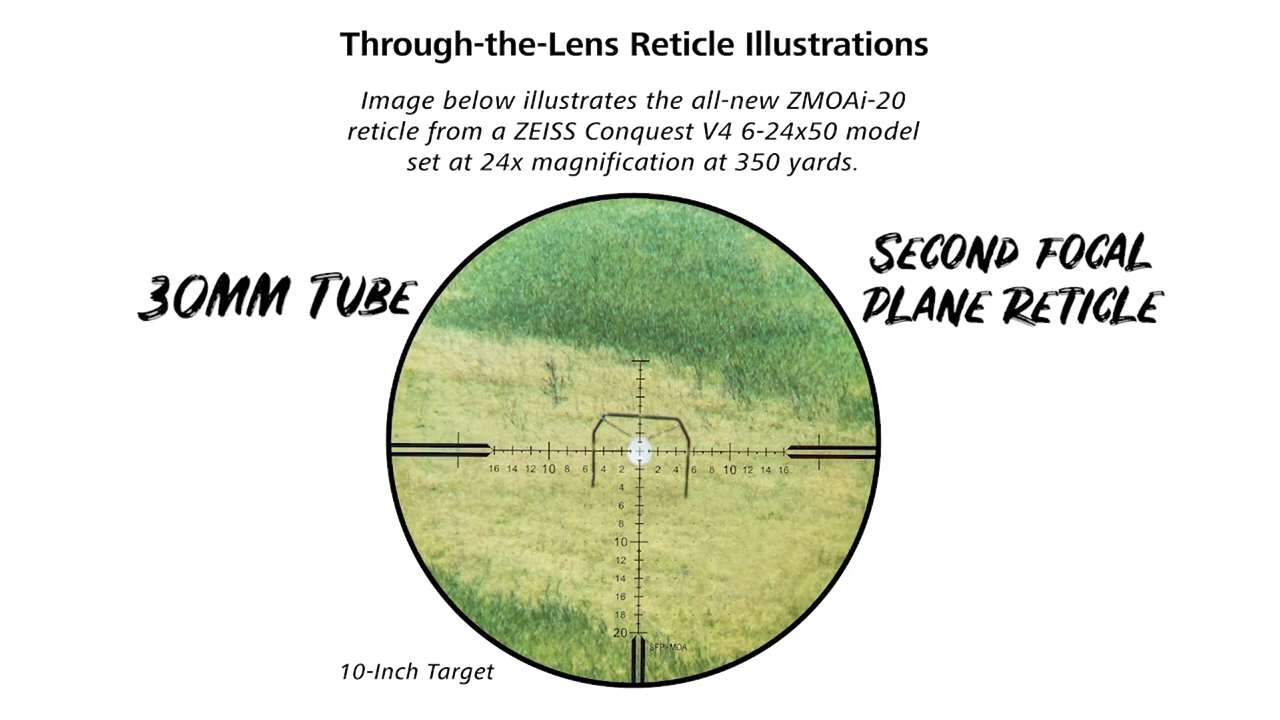 Through-the-Lens Reticle Illustrations
Image below illustrates the all-new ZMOAi-20
reticle from a ZEISS Conquest V4 6-24x50 model
set at 24x magnification at 350 yards.
30MM TUBE
SECOND FOCAL
PLANE RETICLE
16 14 12 10 8 6 4 2 2 4 6 8 10 12 14 16
4
6
8
10
12
14
16
18
20
SFP-MOA
10-Inch Target